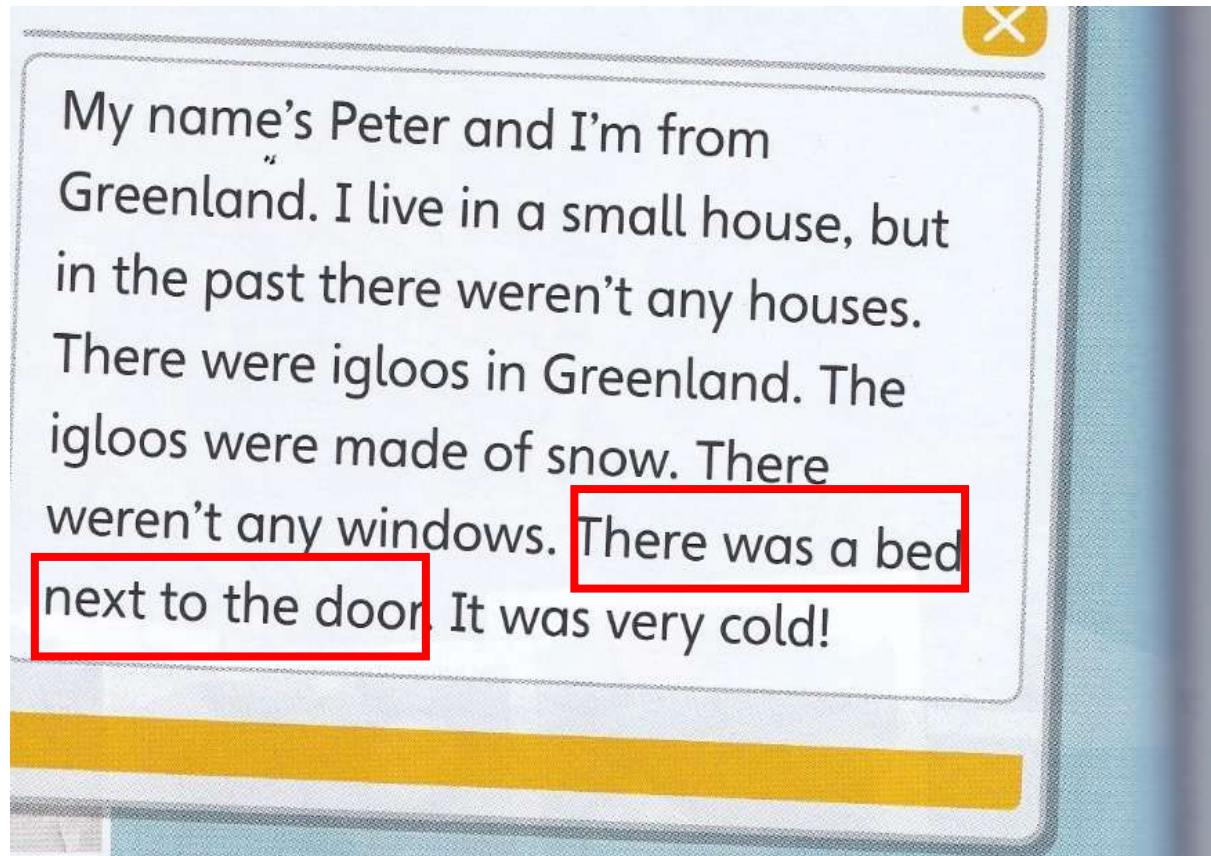 My name's Peter and I'm from
Greenland. I live in a small house, but
in the past there weren't any houses.
There were igloos in Greenland. The
igloos were made of snow. There
weren't any windows. There was a bed
next to the door. It was very cold!